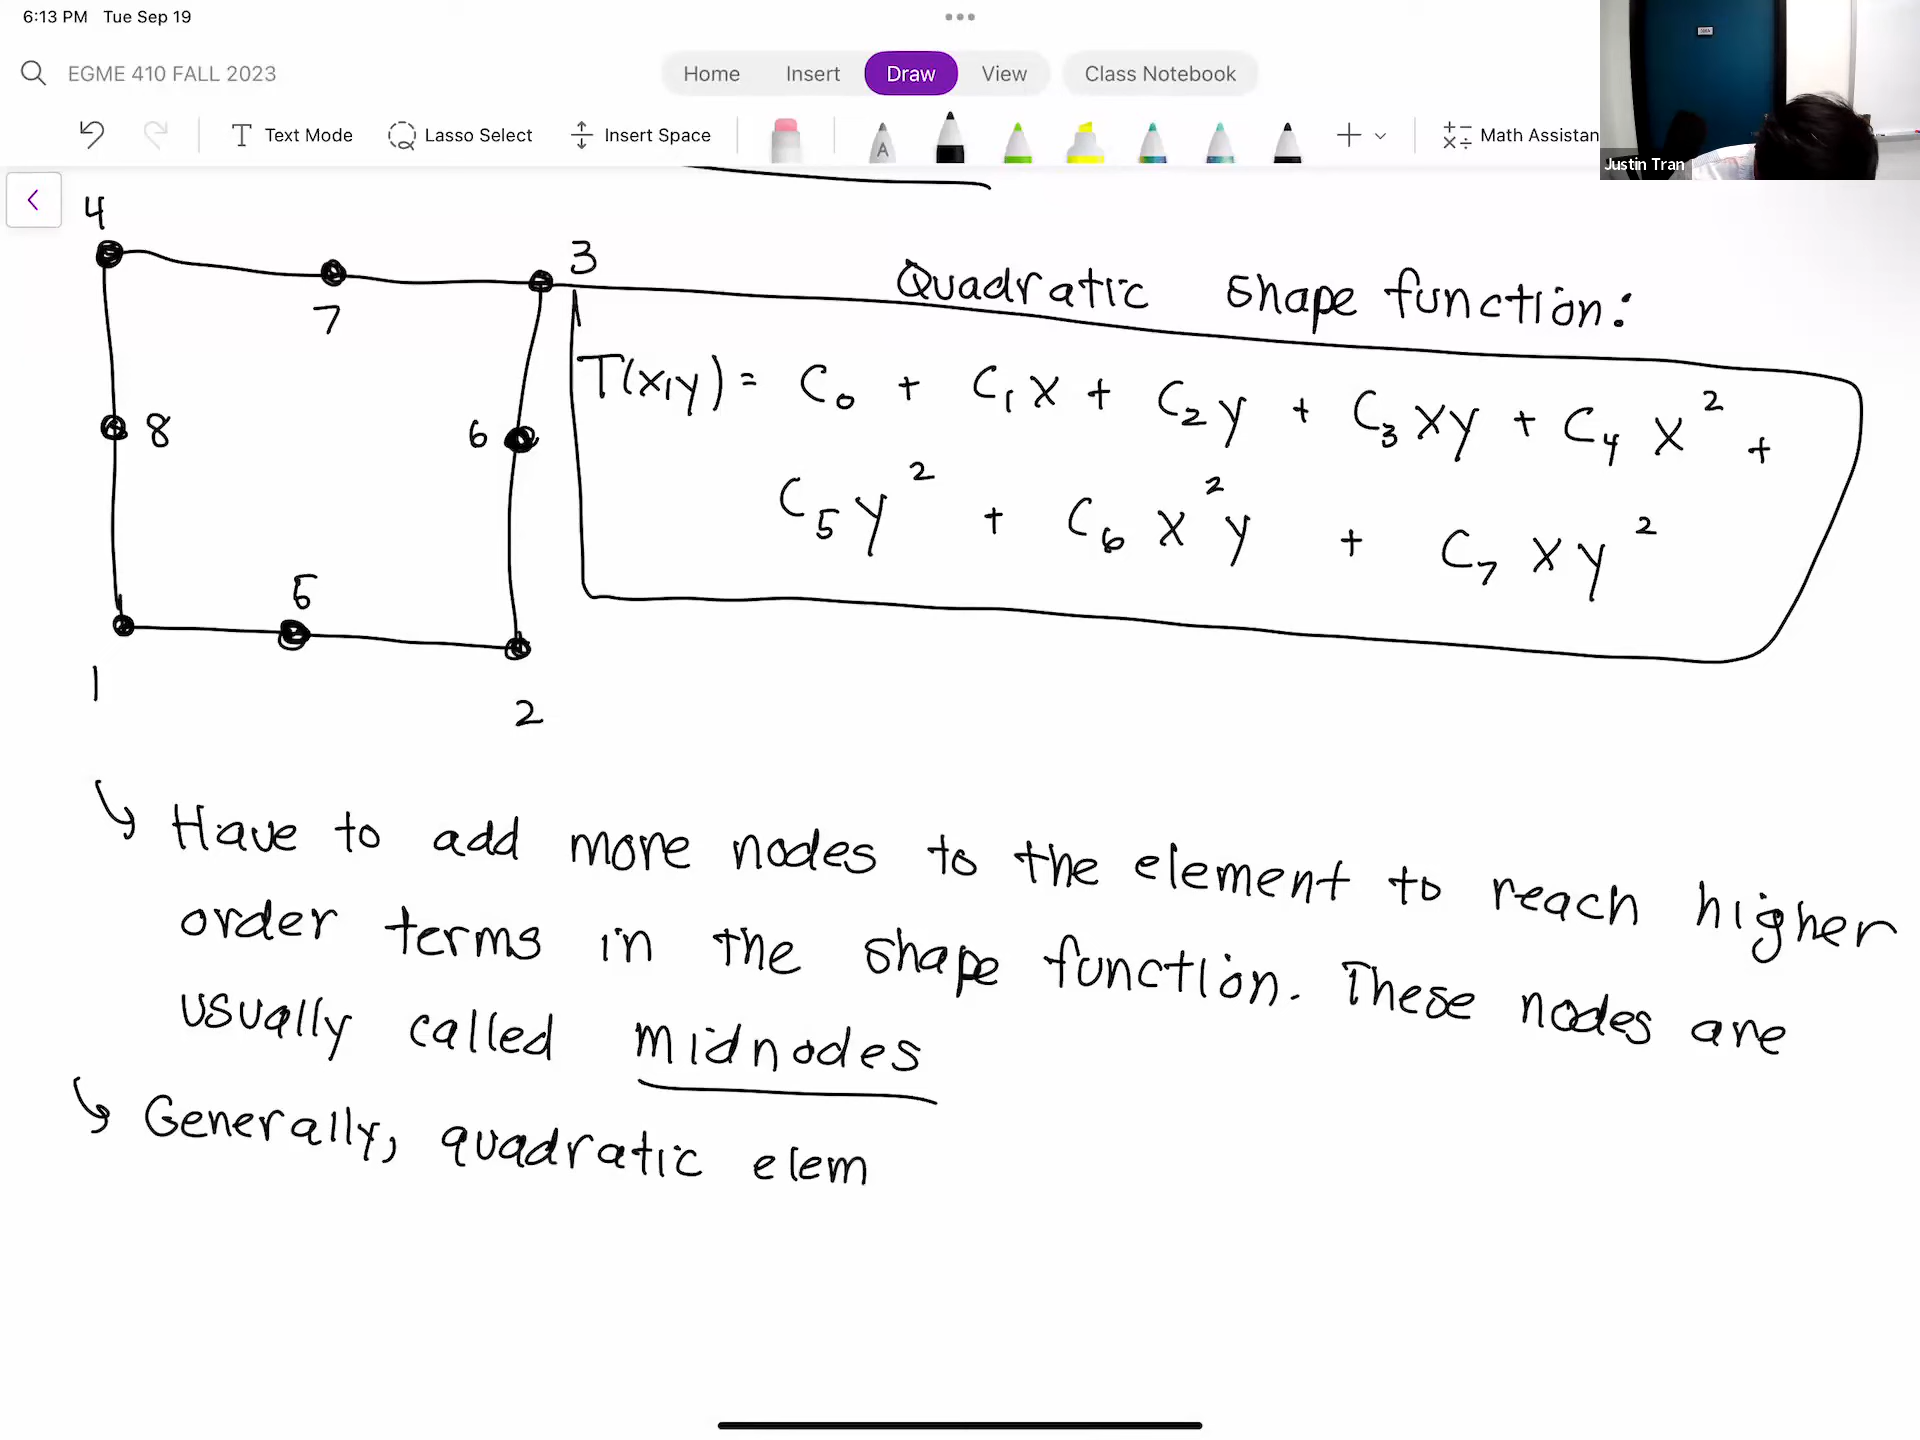 6:13 PM Tue Sep 19
EGME 410 FALL 2023
Home Insert Draw View Class Notebook
Text Mode Lasso Select Insert Space A Math Assistan
Justin Tran
4
3
7
8
6
5
1
2
Quadratic shape function:
T(x,y) = C₀ + C₁x + C₂y + C₃xy + C₄x² +
C₅y² + C₆x²y + C₇xy²
↳ Have to add more nodes to the element to reach higher
order terms in the shape function. These nodes are
usually called midnodes
↳ Generally, quadratic elem